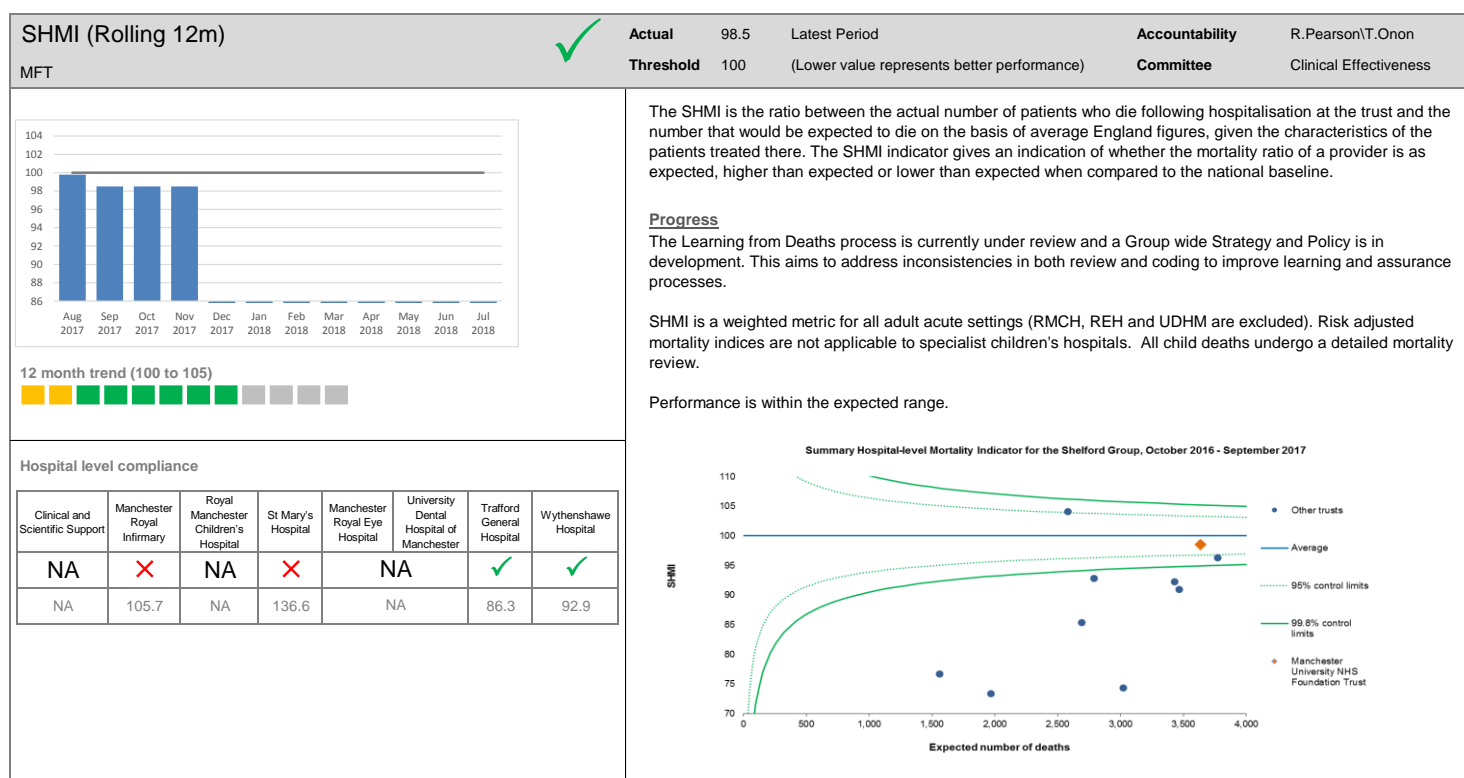 SHMI (Rolling 12m)
MFT
Actual 98.5 Latest Period Accountability R.Pearson\T.Onon
Threshold 100 (Lower value represents better performance) Committee Clinical Effectiveness
104
102
100
98
96
94
92
90
88
86
Aug Sep Oct Nov Dec Jan Feb Mar Apr May Jun Jul
2017 2017 2017 2017 2017 2018 2018 2018 2018 2018 2018 2018
12 month trend (100 to 105)
The SHMI is the ratio between the actual number of patients who die following hospitalisation at the trust and the
number that would be expected to die on the basis of average England figures, given the characteristics of the
patients treated there. The SHMI indicator gives an indication of whether the mortality ratio of a provider is as
expected, higher than expected or lower than expected when compared to the national baseline.
Progress
The Learning from Deaths process is currently under review and a Group wide Strategy and Policy is in
development. This aims to address inconsistencies in both review and coding to improve learning and assurance
processes.
SHMI is a weighted metric for all adult acute settings (RMCH, REH and UDHM are excluded). Risk adjusted
mortality indices are not applicable to specialist children's hospitals. All child deaths undergo a detailed mortality
review.
Performance is within the expected range.
Hospital level compliance
Clinical and
Scientific Support
Manchester
Royal
Infirmary
Royal
Manchester
Children's
Hospital
St Mary's
Hospital
Manchester
Royal Eye
Hospital
University
Dental
Hospital of
Manchester
Trafford
General
Hospital
Wythenshawe
Hospital
NA NA NA
NA 105.7 NA 136.6 NA 86.3 92.9
Summary Hospital-level Mortality Indicator for the Shelford Group, October 2016 - September 2017
SHMI
110
105
100
95
90
85
80
75
70
0 500 1,000 1,500 2,000 2,500 3,000 3,500 4,000
Expected number of deaths
Other trusts
Average
95% control limits
99.8% control
limits
Manchester
University NHS
Foundation Trust